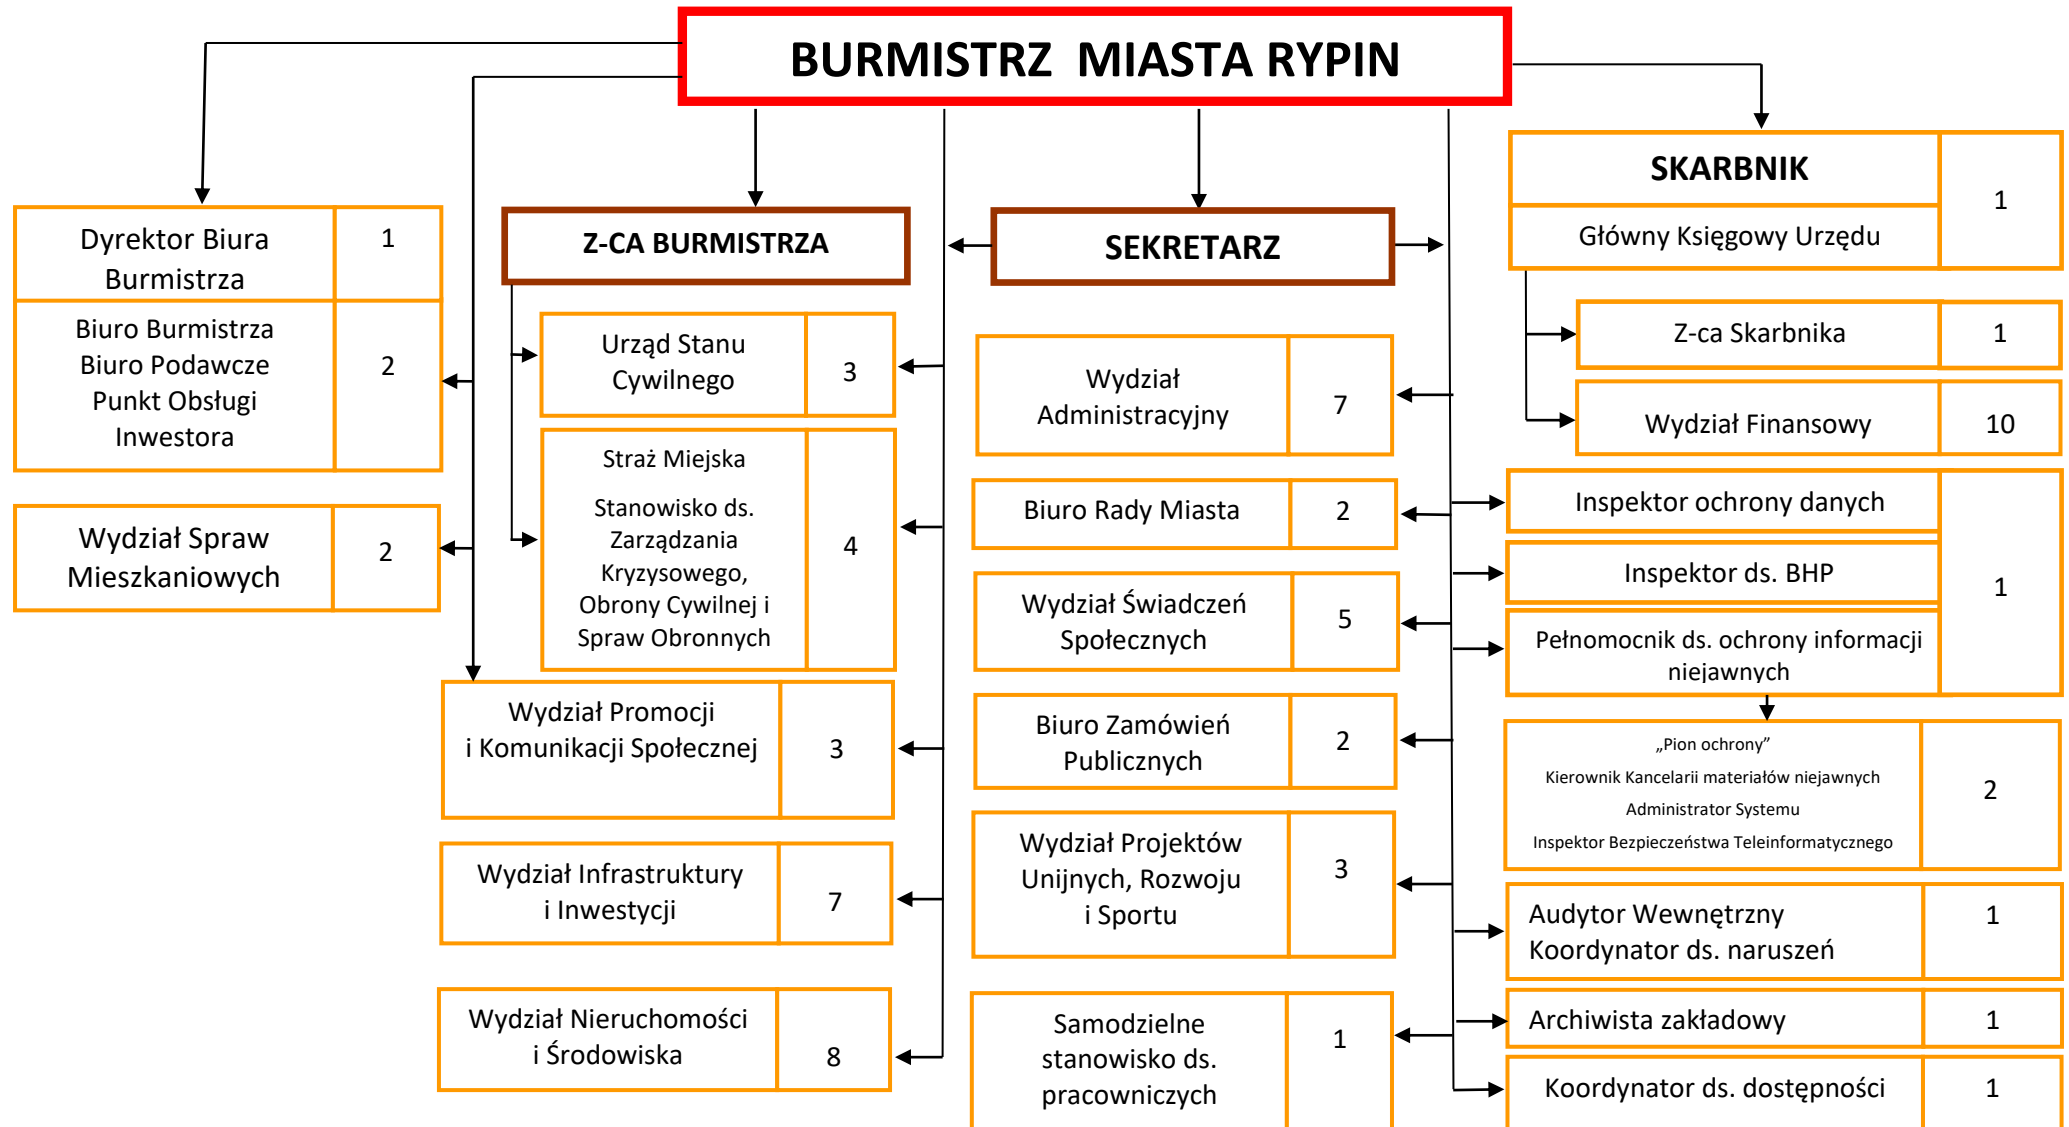 BURMISTRZ MIASTA RYPIN
Dyrektor Biura
Burmistrza
1
Biuro Burmistrza
Biuro Podawcze
Punkt Obsługi
Inwestora
2
Wydział Spraw
Mieszkaniowych
2
Z-CA BURMISTRZA
Urząd Stanu
Cywilnego
3
Straż Miejska
Stanowisko ds.
Zarządzania
Kryzysowego,
Obrony Cywilnej i
Spraw Obronnych
4
Wydział Promocji
i Komunikacji Społecznej
3
Wydział Infrastruktury
i Inwestycji
7
Wydział Nieruchomości
i Środowiska
8
SEKRETARZ
Wydział
Administracyjny
7
Biuro Rady Miasta
2
Wydział Świadczeń
Społecznych
5
Biuro Zamówień
Publicznych
2
Wydział Projektów
Unijnych, Rozwoju
i Sportu
3
Samodzielne
stanowisko ds.
pracowniczych
1
SKARBNIK
Główny Księgowy Urzędu
1
Z-ca Skarbnika
1
Wydział Finansowy
10
Inspektor ochrony danych
Inspektor ds. BHP
Pełnomocnik ds. ochrony informacji
niejawnych
1
„Pion ochrony”
Kierownik Kancelarii materiałów niejawnych
Administrator Systemu
Inspektor Bezpieczeństwa Teleinformatycznego
2
Audytor Wewnętrzny
Koordynator ds. naruszeń
1
Archiwista zakładowy
1
Koordynator ds. dostępności
1